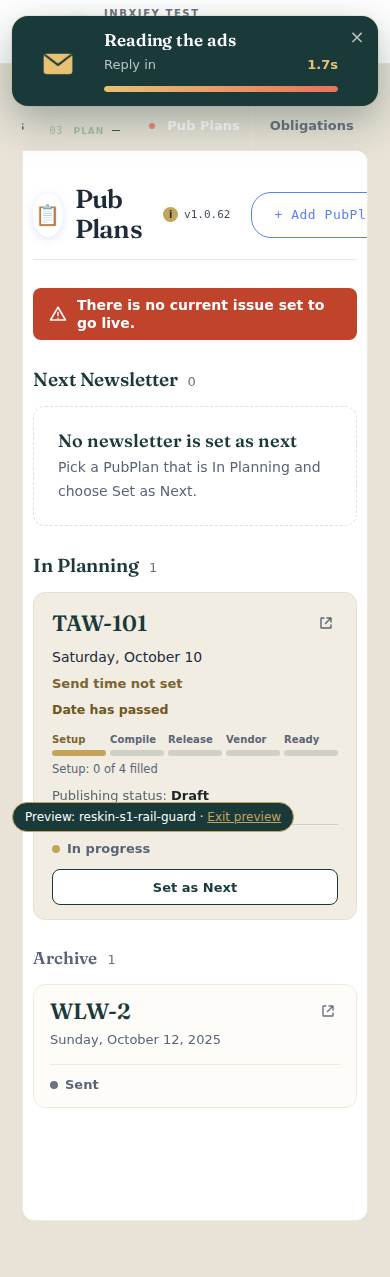 INBXIFY TEST
Reading the ads
Reply in 1.7s
03 PLAN — Pub Plans Obligations
Pub Plans
i v1.0.62
+ Add PubPl
There is no current issue set to
go live.
Next Newsletter 0
No newsletter is set as next
Pick a PubPlan that is In Planning and
choose Set as Next.
In Planning 1
TAW-101
Saturday, October 10
Send time not set
Date has passed
Setup Compile Release Vendor Ready
Setup: 0 of 4 filled
Publishing status: Draft
Preview: reskin-s1-rail-guard · Exit preview
In progress
Set as Next
Archive 1
WLW-2
Sunday, October 12, 2025
Sent